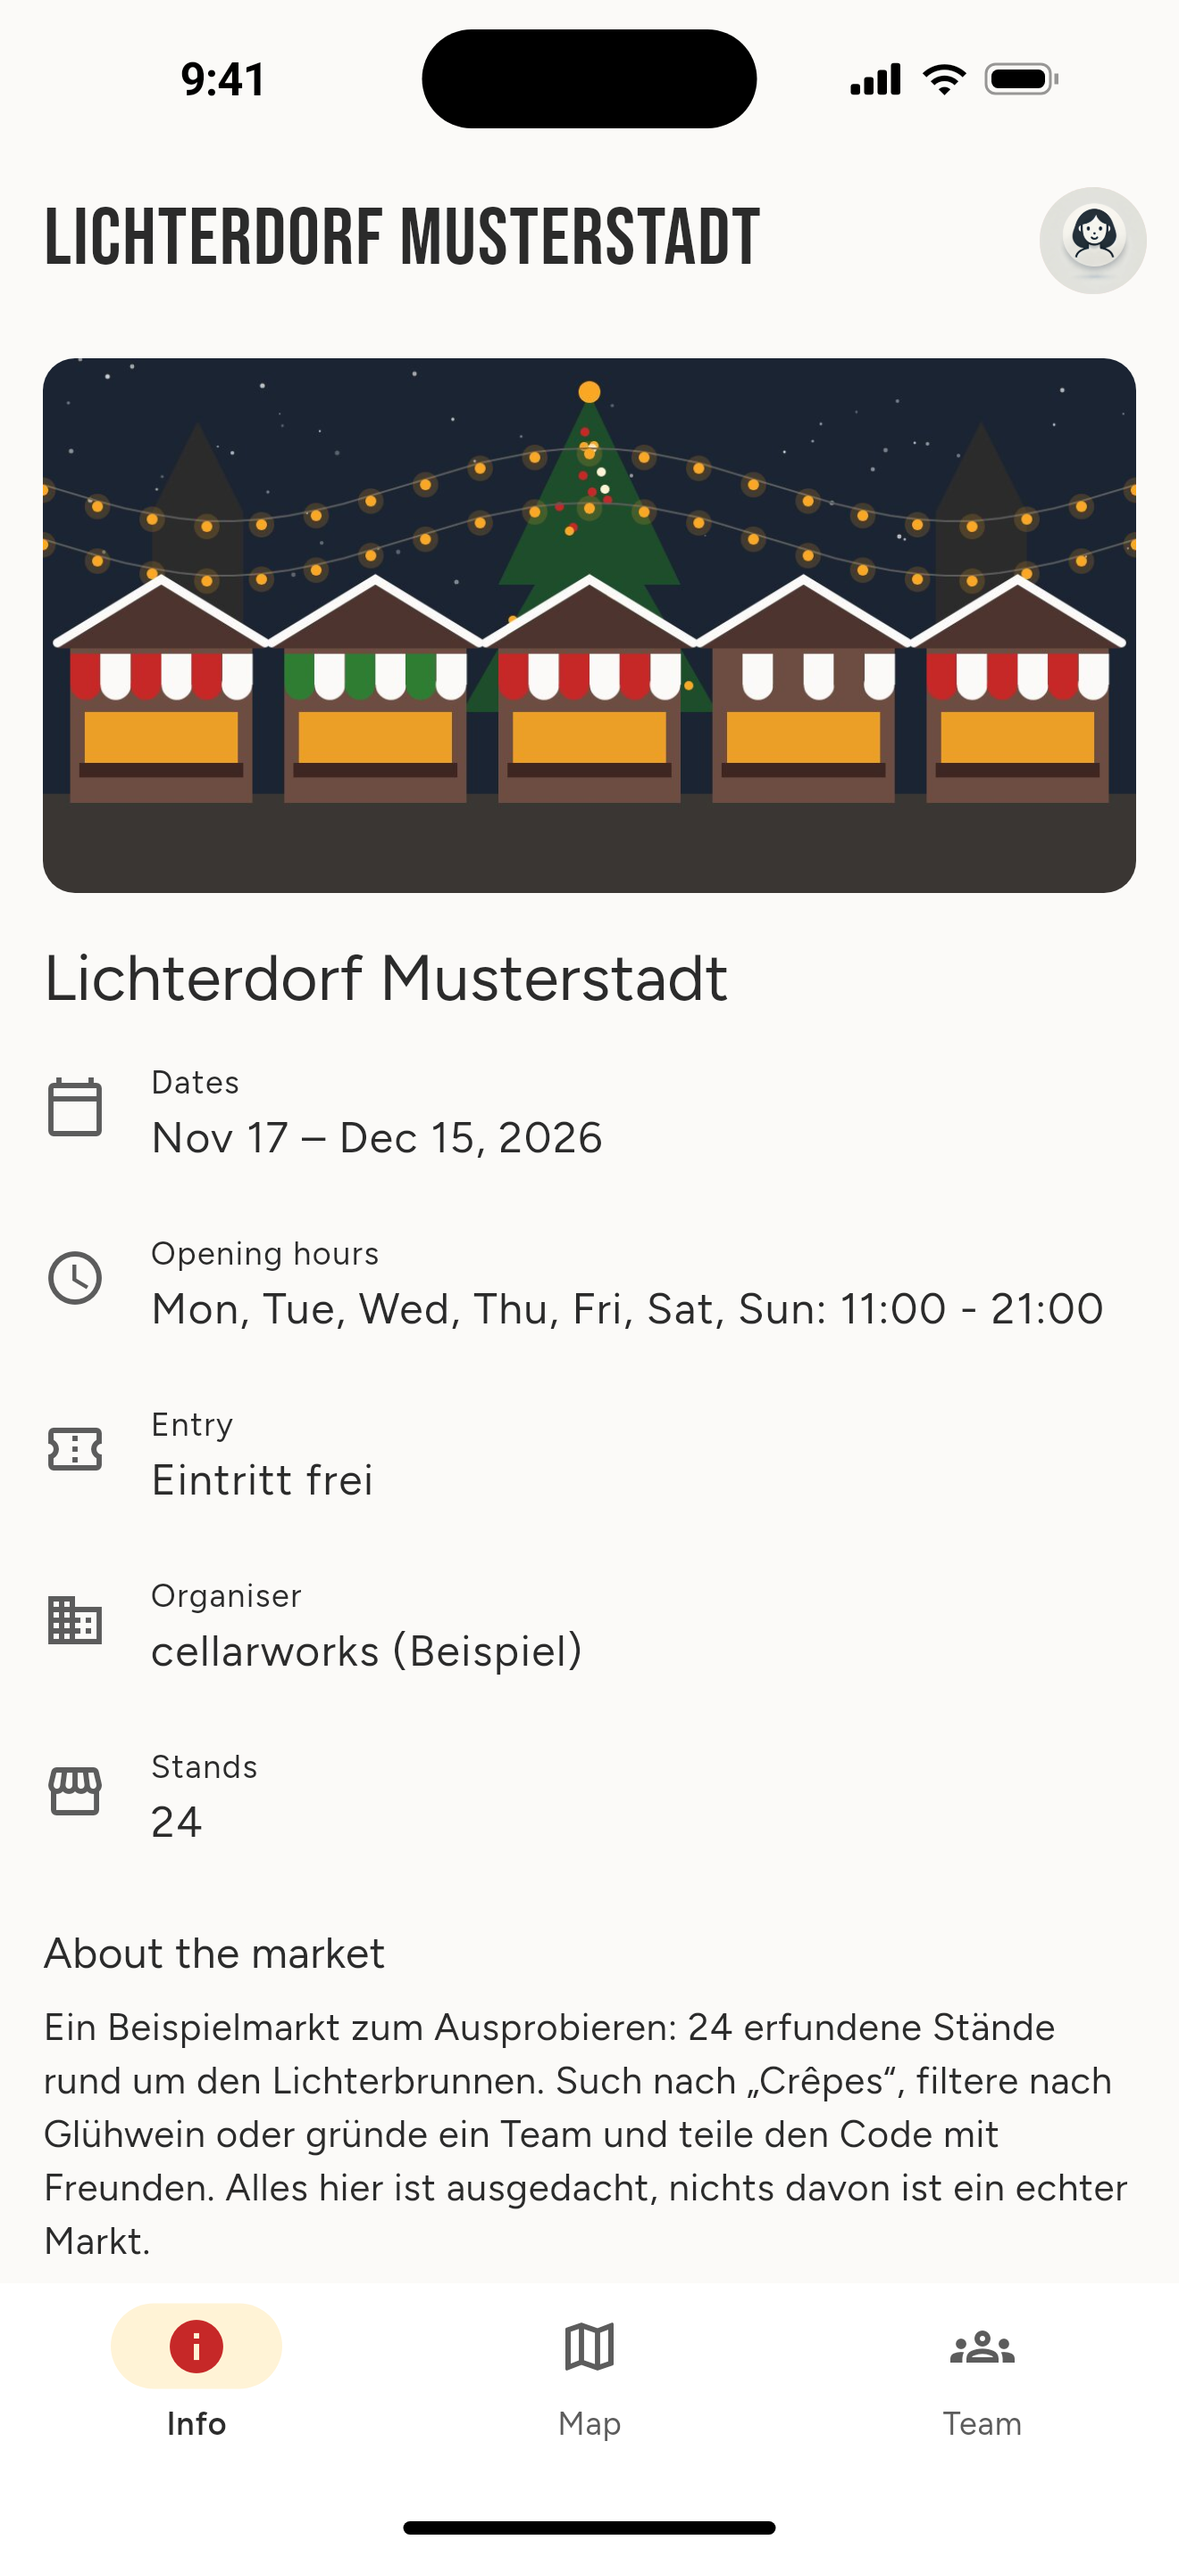 9:41
LICHTERDORF MUSTERSTADT
Lichterdorf Musterstadt
Dates
Nov 17 – Dec 15, 2026
Opening hours
Mon, Tue, Wed, Thu, Fri, Sat, Sun: 11:00 - 21:00
Entry
Eintritt frei
Organiser
cellarworks (Beispiel)
Stands
24
About the market
Ein Beispielmarkt zum Ausprobieren: 24 erfundene Stände
rund um den Lichterbrunnen. Such nach „Crêpes“, filtere nach
Glühwein oder gründe ein Team und teile den Code mit
Freunden. Alles hier ist ausgedacht, nichts davon ist ein echter
Markt.
Info
Map
Team